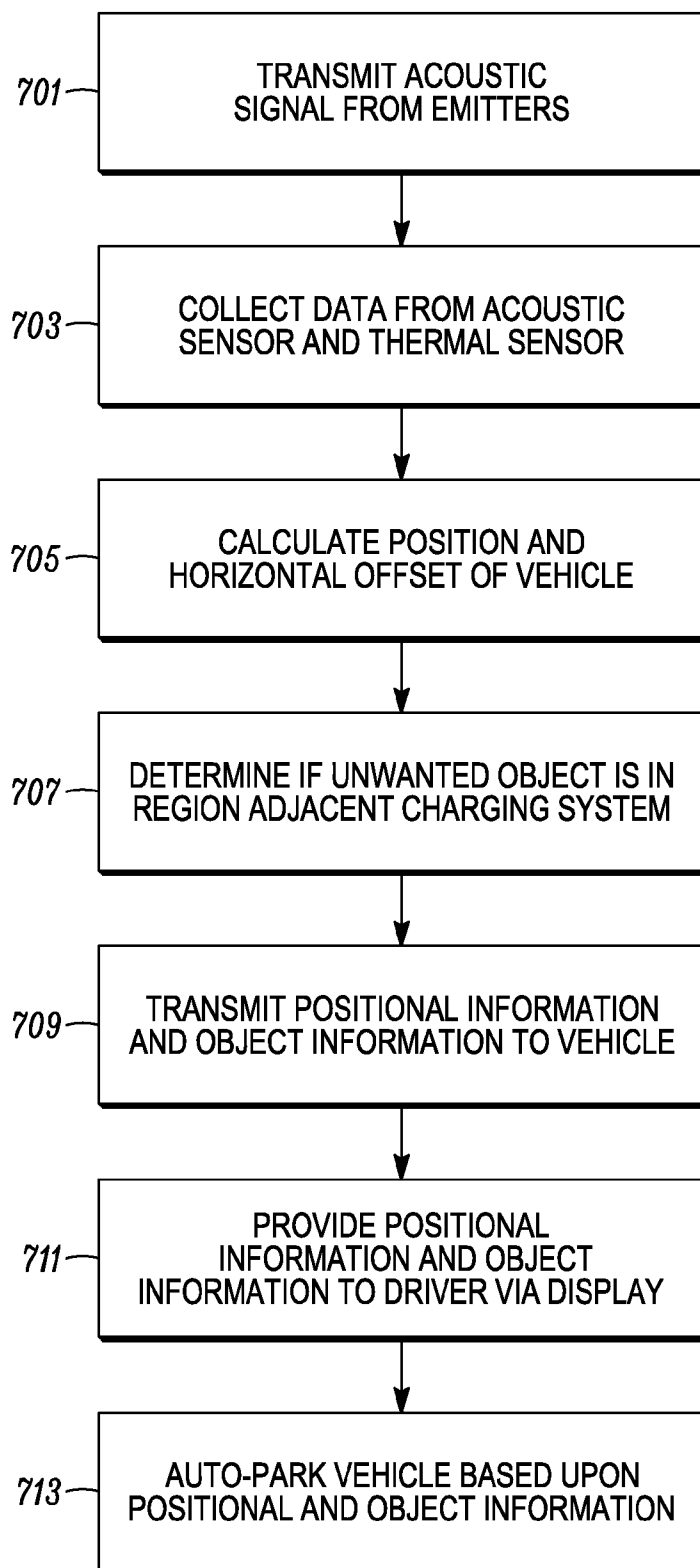 701
TRANSMIT ACOUSTIC
SIGNAL FROM EMITTERS
703
COLLECT DATA FROM ACOUSTIC
SENSOR AND THERMAL SENSOR
705
CALCULATE POSITION AND
HORIZONTAL OFFSET OF VEHICLE
707
DETERMINE IF UNWANTED OBJECT IS IN
REGION ADJACENT CHARGING SYSTEM
709
TRANSMIT POSITIONAL INFORMATION
AND OBJECT INFORMATION TO VEHICLE
711
PROVIDE POSITIONAL
INFORMATION AND OBJECT
INFORMATION TO DRIVER VIA DISPLAY
713
AUTO-PARK VEHICLE BASED UPON
POSITIONAL AND OBJECT INFORMATION